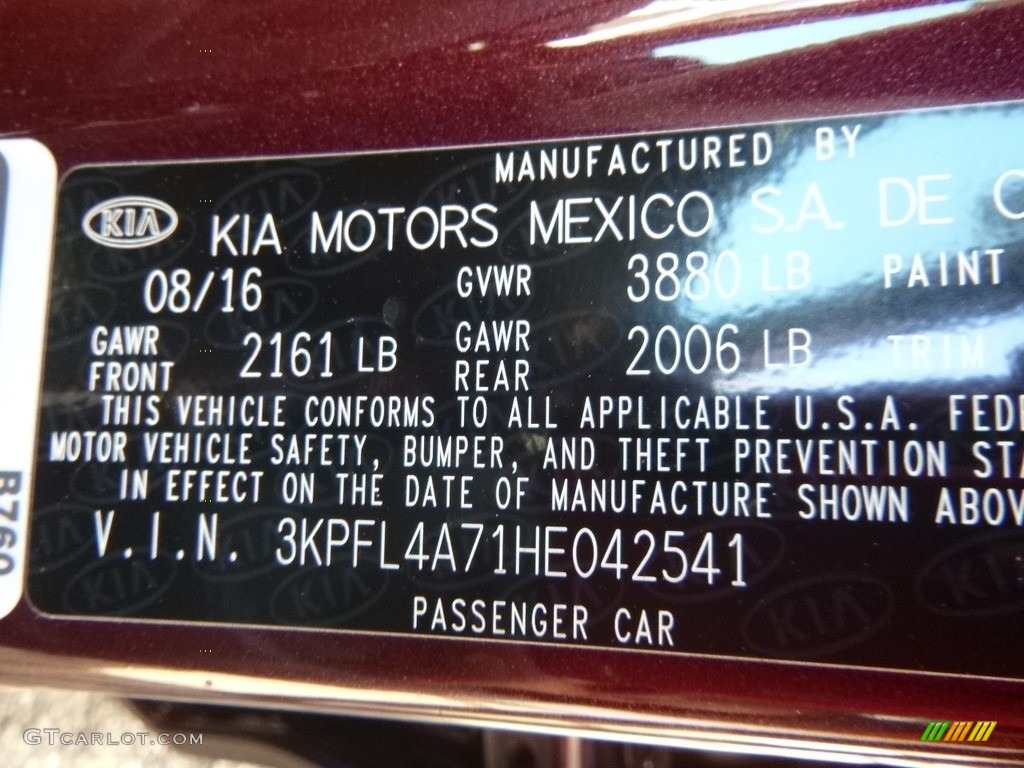 MANUFACTURED BY
KIA KIA MOTORS MEXICO S.A. DE C
08/16 GVWR 3880 LB PAINT
GAWR FRONT 2161 LB GAWR REAR 2006 LB TRIM
THIS VEHICLE CONFORMS TO ALL APPLICABLE U.S.A. FEDE
MOTOR VEHICLE SAFETY, BUMPER, AND THEFT PREVENTION STA
IN EFFECT ON THE DATE OF MANUFACTURE SHOWN ABOV
V.I.N. 3KPFL4A71HE042541
PASSENGER CAR
B760
GTCARLOT.COM